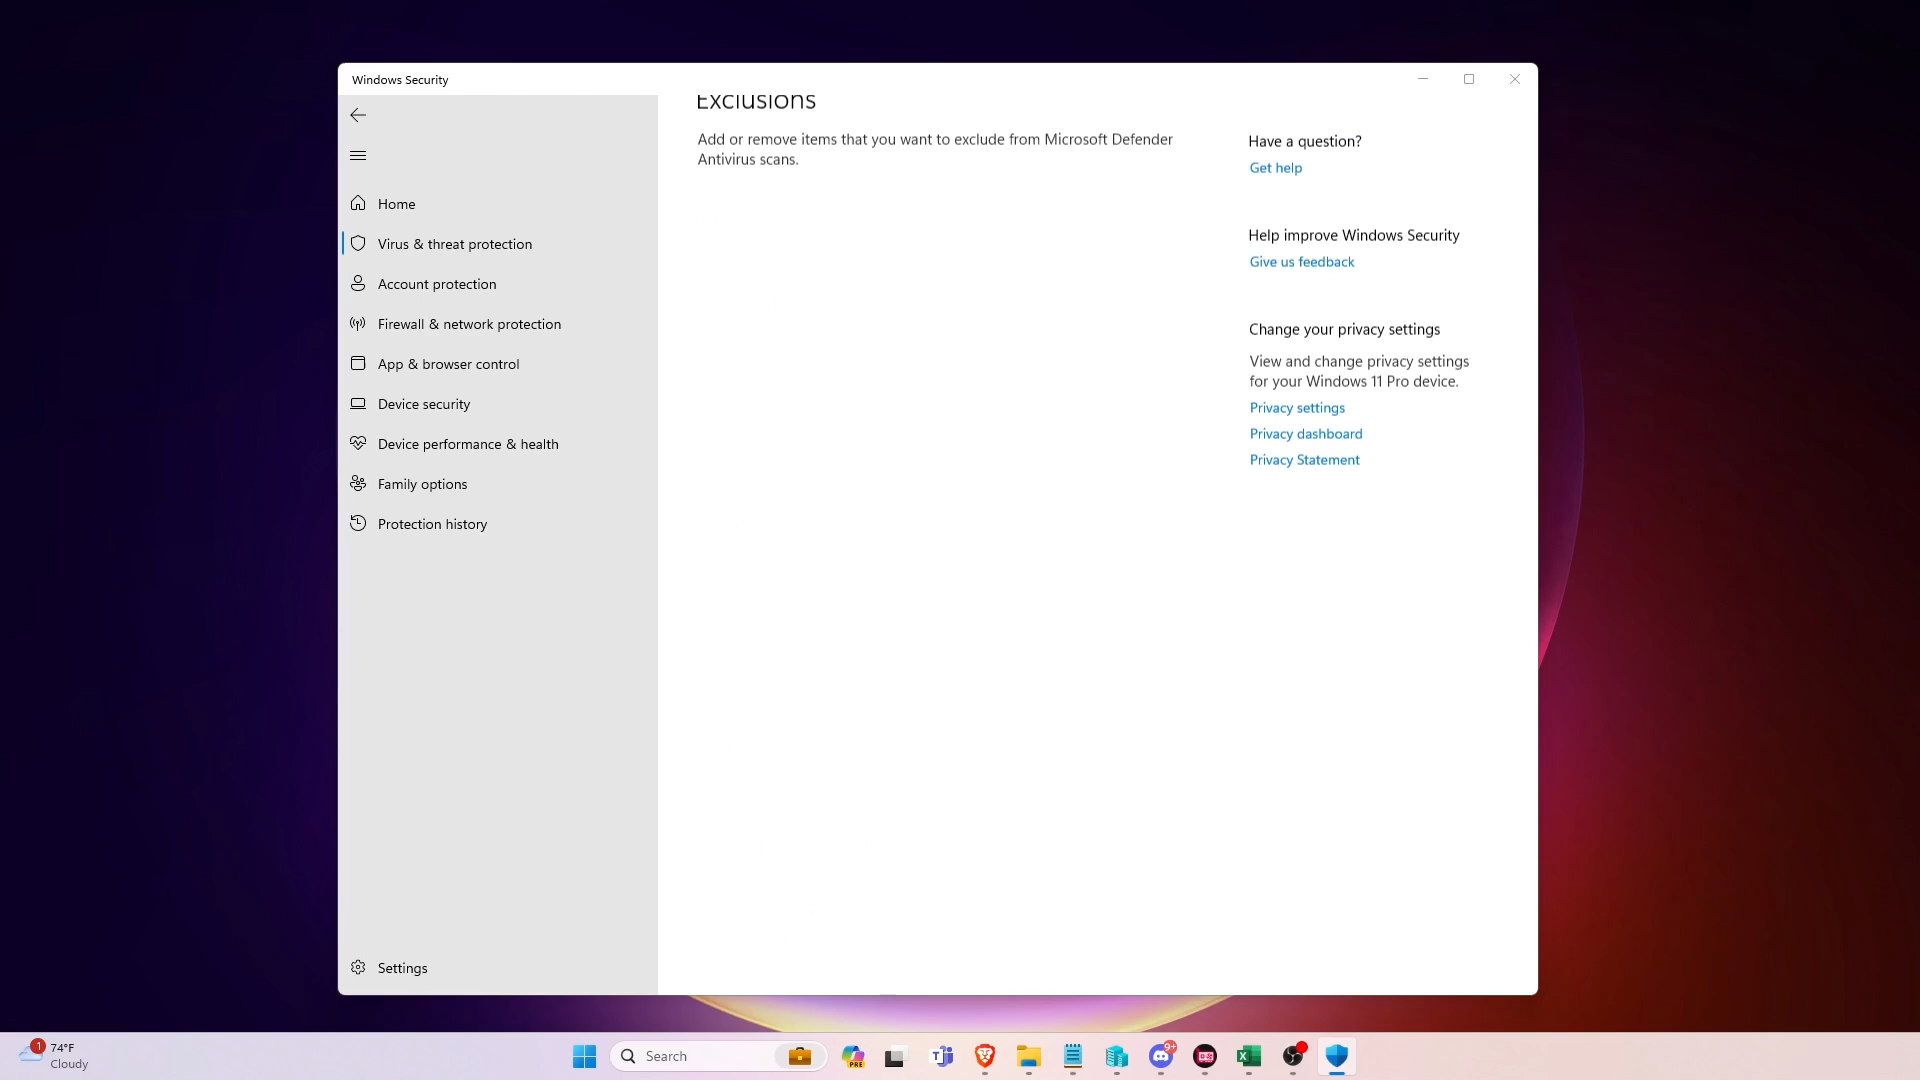 Windows Security
Exclusions
Add or remove items that you want to exclude from Microsoft Defender
Antivirus scans.
Home
Virus & threat protection
Account protection
Firewall & network protection
App & browser control
Device security
Device performance & health
Family options
Protection history
Settings
Have a question?
Get help
Help improve Windows Security
Give us feedback
Change your privacy settings
View and change privacy settings
for your Windows 11 Pro device.
Privacy settings
Privacy dashboard
Privacy Statement
1
74°F
Cloudy
Search
PRE
9+